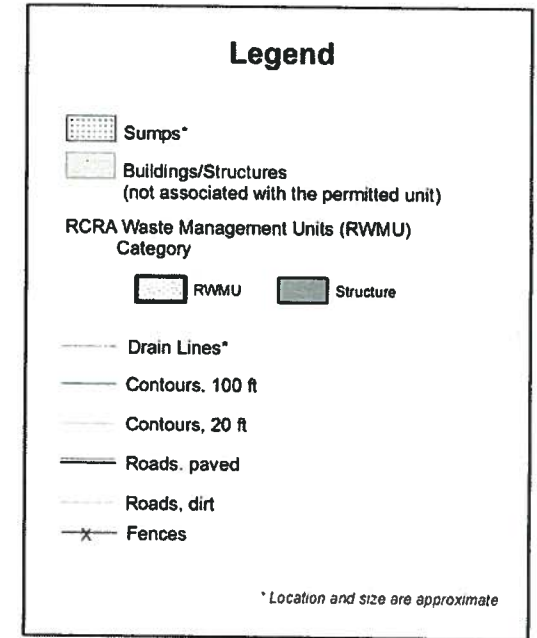 Legend
Sumps*
Buildings/Structures
(not associated with the permitted unit)
RCRA Waste Management Units (RWMU)
Category
RWMU Structure
Drain Lines*
Contours. 100 ft
Contours, 20 ft
Roads. paved
Roads, dirt
Fences
* Location and size are approximate